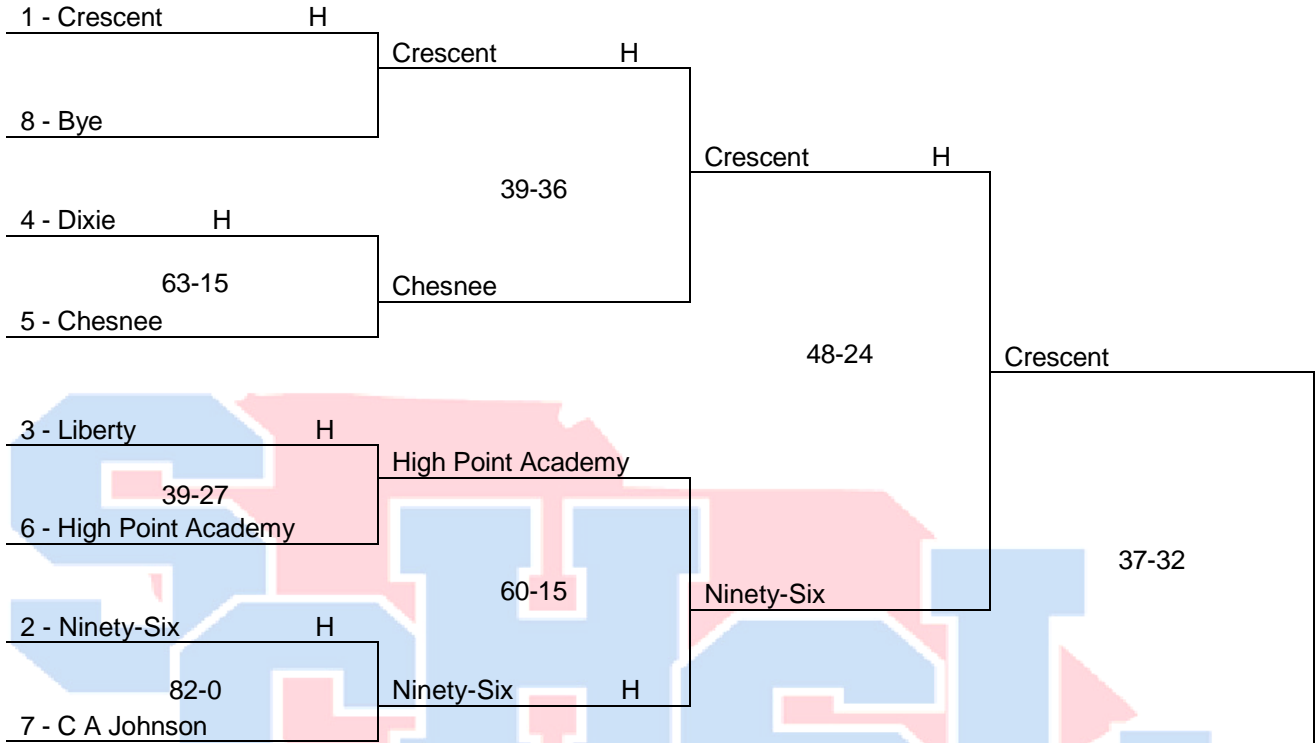 1 - Crescent H
Crescent H
8 - Bye
Crescent H
39-36
4 - Dixie H
63-15
Chesnee
5 - Chesnee
48-24
Crescent
3 - Liberty H
High Point Academy
39-27
6 - High Point Academy
37-32
60-15
Ninety-Six
2 - Ninety-Six H
82-0
Ninety-Six H
7 - C A Johnson
SCHSL